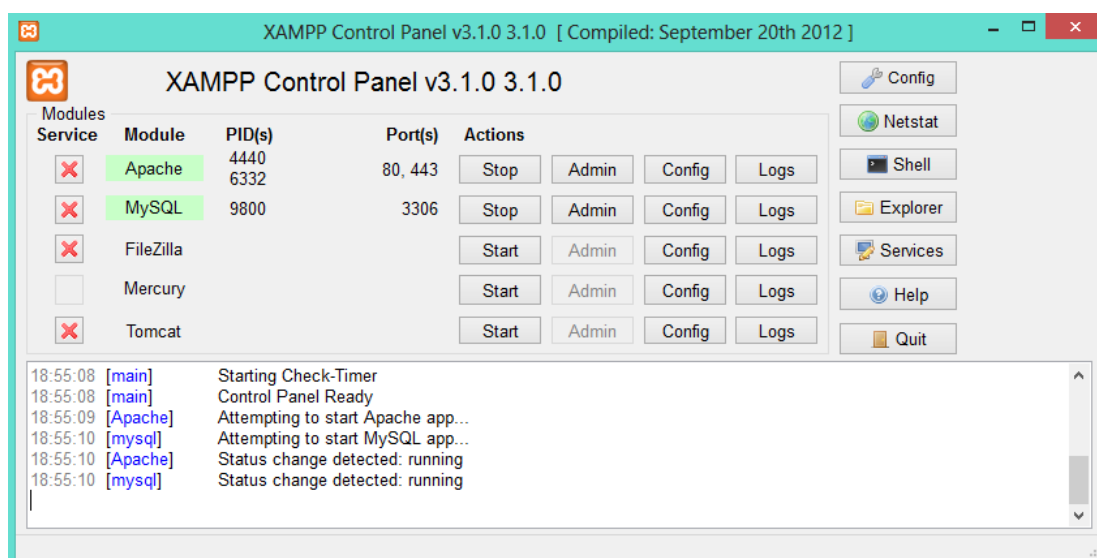 XAMPP Control Panel v3.1.0 3.1.0 [ Compiled: September 20th 2012 ]
XAMPP Control Panel v3.1.0 3.1.0
Config
Modules
Service Module PID(s) Port(s) Actions
Netstat
Apache 4440 6332 80, 443 Stop Admin Config Logs
Shell
MySQL 9800 3306 Stop Admin Config Logs
Explorer
FileZilla Start Admin Config Logs
Services
Mercury Start Admin Config Logs
Help
Tomcat Start Admin Config Logs
Quit
18:55:08 [main] Starting Check-Timer
18:55:08 [main] Control Panel Ready
18:55:09 [Apache] Attempting to start Apache app...
18:55:10 [mysql] Attempting to start MySQL app...
18:55:10 [Apache] Status change detected: running
18:55:10 [mysql] Status change detected: running